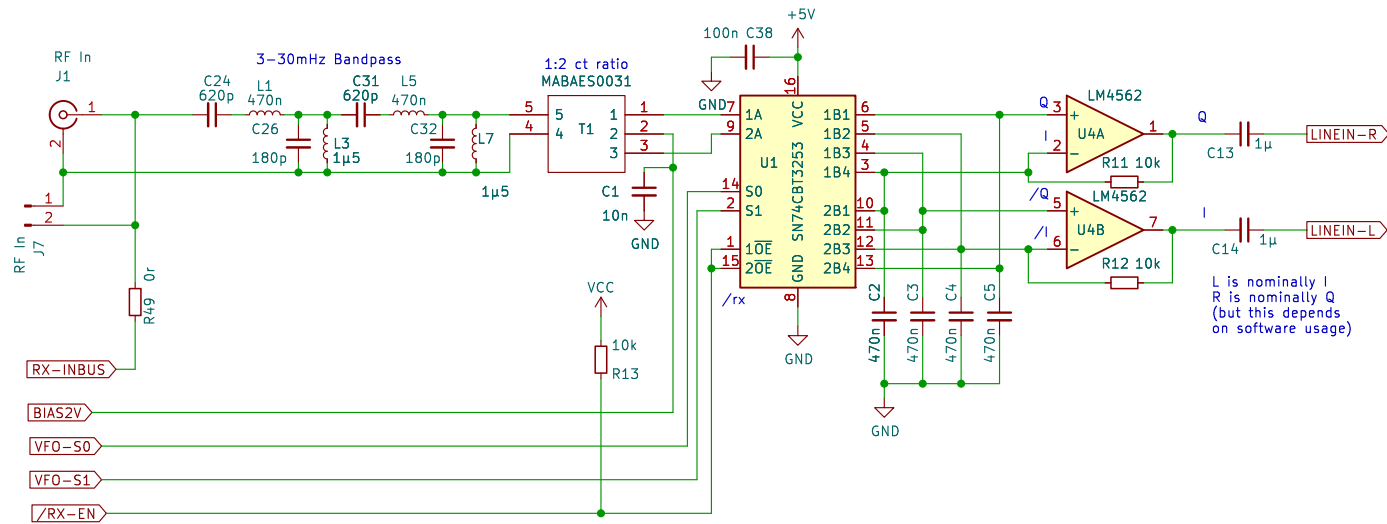 +5V
100n C38
GND
RF In
J1
1
2
3-30mHz Bandpass
C24
620p
L1
470n
C31
620p
L5
470n
C26
180p
L3
1µ5
C32
180p
L7
1µ5
1:2 ct ratio
MABAES0031
5
4
5
4
T1
1
2
3
1
2
3
C1
10n
GND
16
VCC
7
9
14
2
1
15
1A
2A
S0
S1
1OE
2OE
U1
SN74CBT3253
GND
8
GND
1B1
1B2
1B3
1B4
2B1
2B2
2B3
2B4
6
5
4
3
10
11
12
13
/rx
Q
I
3
2
+
−
LM4562
U4A
1
R11 10k
Q
C13
1µ
LINEIN-R
/Q
/I
5
6
+
−
LM4562
U4B
7
R12 10k
I
C14
1µ
LINEIN-L
L is nominally I
R is nominally Q
(but this depends
on software usage)
C2
470n
C3
470n
C4
470n
C5
470n
GND
1
2
RF In
J7
0r
R49
VCC
10k
R13
RX-INBUS
BIAS2V
VFO-S0
VFO-S1
/RX-EN